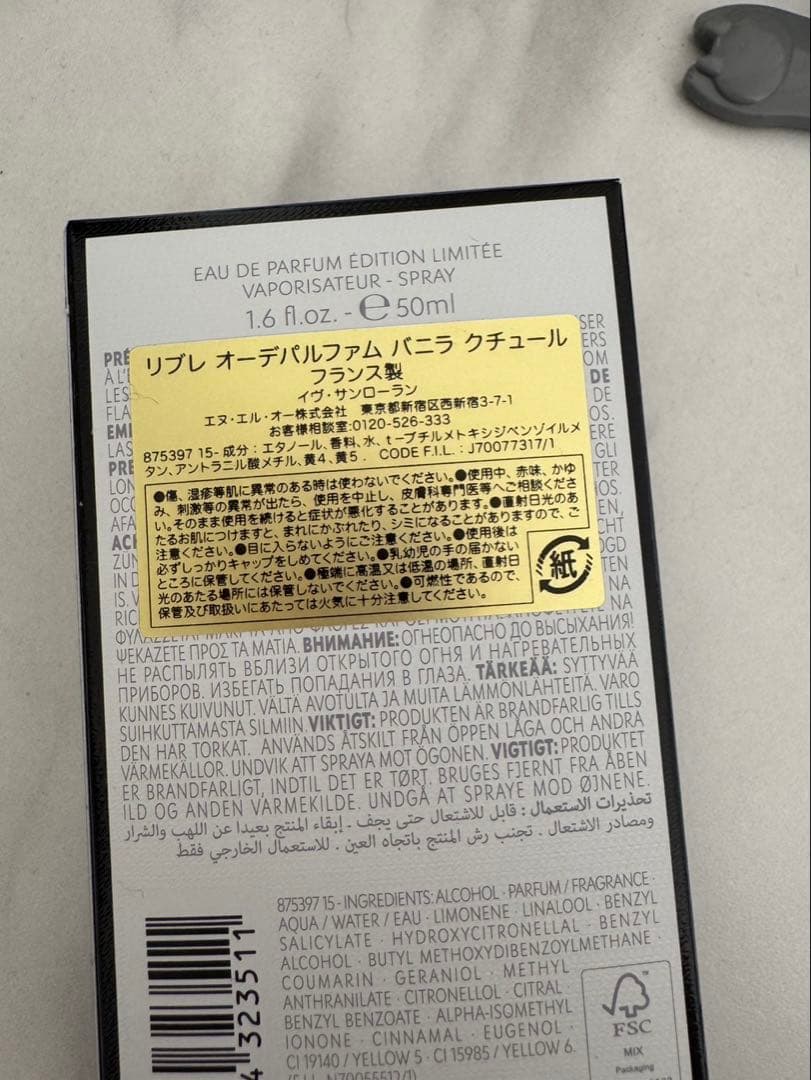 EAU DE PARFUM ÉDITION LIMITÉE
VAPORISATEUR - SPRAY
1.6 fl.oz. - ℮ 50ml
リブレ オーデパルファム バニラ クチュール
フランス製
イヴ・サンローラン
エヌ・エル・オー株式会社 東京都新宿区西新宿3-7-1
お客様相談室:0120-526-333
875397 15- 成分：エタノール、香料、水、t－ブチルメトキシジベンゾイルメ
タン、アントラニル酸メチル、黄4、黄5． CODE F.I.L.：J70077317/1
●傷、湿疹等肌に異常のある時は使わないでください。●使用中、赤味、かゆ
み、刺激等の異常が出たら、使用を中止し、皮膚科専門医等へご相談くださ
い。そのまま使用を続けると症状が悪化することがあります。●直射日光のあ
たるお肌につけますと、まれにかぶれたり、シミになることがありますので、ご
注意ください。●目に入らないようにご注意ください。●使用後は
必ずしっかりキャップをしめてください。●乳幼児の手の届かない
ところに保管してください。●極端に高温又は低温の場所、直射日
光のあたる場所には保管しないでください。●可燃性であるので、
保管及び取扱いにあたっては火気に十分注意してください。
紙
ΨΕΚΑΖΕΤΕ ΠΡΟΣ ΤΑ ΜΑΤΙΑ. ВНИМАНИЕ: ОГНЕОПАСНО ДО ВЫСЫХАНИЯ!
НЕ РАСПЫЛЯТЬ ВБЛИЗИ ОТКРЫТОГО ОГНЯ И НАГРЕВАТЕЛЬНЫХ
ПРИБОРОВ. ИЗБЕГАТЬ ПОПАДАНИЯ В ГЛАЗА. TÄRKEÄÄ: SYTTYVÄÄ
KUNNES KUIVUNUT. VÄLTÄ AVOTULTA JA MUITA LÄMMONLÄHTEITÄ. VARO
SUIHKUTTAMASTA SILMIIN. VIKTIGT: PRODUKTEN ÄR BRANDFARLIG TILLS
DEN HAR TORKAT. ANVÄNDS ÅTSKILT FRÅN ÖPPEN LÅGA OCH ANDRA
VÄRMEKÄLLOR. UNDVIK ATT SPRAYA MOT ÖGONEN. VIGTIGT: PRODUKTET
ER BRANDFARLIGT, INDTIL DET ER TØRT. BRUGES FJERNT FRA ÅBEN
ILD OG ANDEN VARMEKILDE. UNDGÅ AT SPRAYE MOD ØJNENE.
تحذيرات الاستعمال : قابل للاشتعال حتى يجف . إبقاء المنتج بعيدا عن اللهب والشرار
ومصادر الاشتعال . تجنب رش المنتج باتجاه العين . للاستعمال الخارجي فقط
875397 15 - INGREDIENTS: ALCOHOL · PARFUM / FRAGRANCE ·
AQUA / WATER / EAU · LIMONENE · LINALOOL · BENZYL
SALICYLATE · HYDROXYCITRONELLAL · BENZYL
ALCOHOL · BUTYL METHOXYDIBENZOYLMETHANE ·
COUMARIN · GERANIOL · METHYL
ANTHRANILATE · CITRONELLOL · CITRAL ·
BENZYL BENZOATE · ALPHA-ISOMETHYL
IONONE · CINNAMAL · EUGENOL ·
CI 19140 / YELLOW 5 · CI 15985 / YELLOW 6.
4 323511
FSC
MIX
Packaging